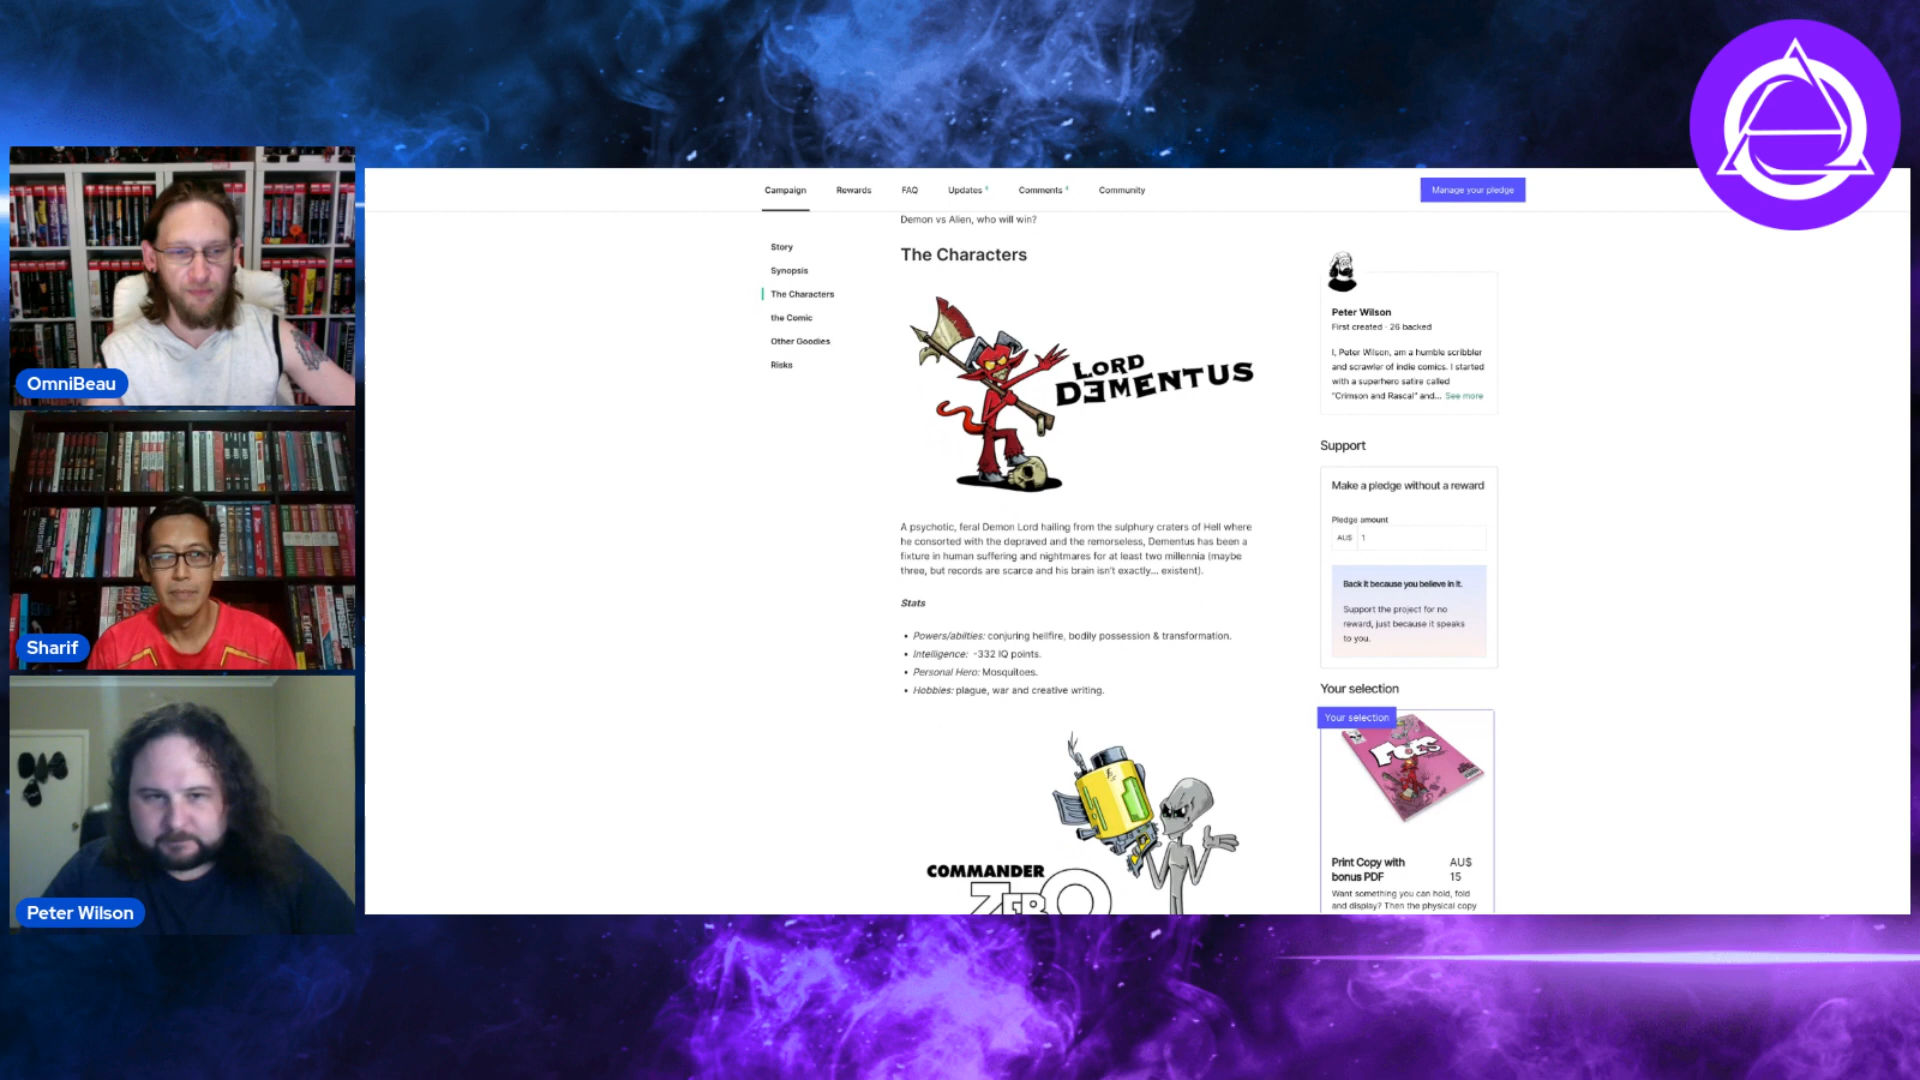 OmniBeau
Sharif
Peter Wilson
Campaign
Rewards
FAQ
Updates
Comments
Community
Manage your pledge
Story
Synopsis
The Characters
the Comic
Other Goodies
Risks
Demon vs Alien, who will win?
The Characters
LORD
DƎMENTUS
A psychotic, feral Demon Lord hailing from the sulphury craters of Hell where
he consorted with the depraved and the remorseless, Dementus has been a
fixture in human suffering and nightmares for at least two millennia (maybe
three, but records are scarce and his brain isn't exactly... existent).
Stats
• Powers/abilties: conjuring hellfire, bodily possession & transformation.
• Intelligence: -332 IQ points.
• Personal Hero: Mosquitoes.
• Hobbies: plague, war and creative writing.
COMMANDER
ZERO
Peter Wilson
First created · 26 backed
I, Peter Wilson, am a humble scribbler
and scrawler of indie comics. I started
with a superhero satire called
"Crimson and Rascal" and... See more
Support
Make a pledge without a reward
Pledge amount
AU$ 1
Back it because you believe in it.
Support the project for no
reward, just because it speaks
to you.
Your selection
Your selection
FOES
Print Copy with
bonus PDF
AU$
15
Want something you can hold, fold
and display? Then the physical copy